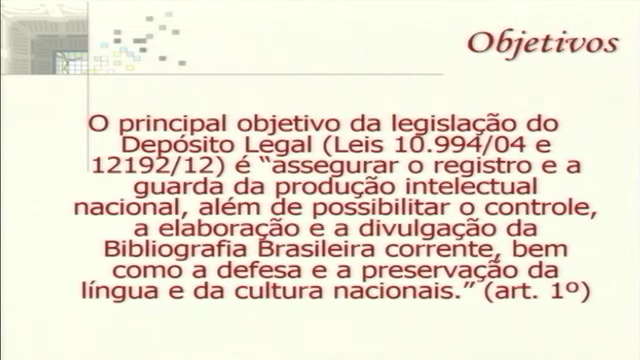 Objetivos
O principal objetivo da legislação do
Depósito Legal (Leis 10.994/04 e
12192/12) é “assegurar o registro e a
guarda da produção intelectual
nacional, além de possibilitar o controle,
a elaboração e a divulgação da
Bibliografia Brasileira corrente, bem
como a defesa e a preservação da
língua e da cultura nacionais.” (art. 1º)